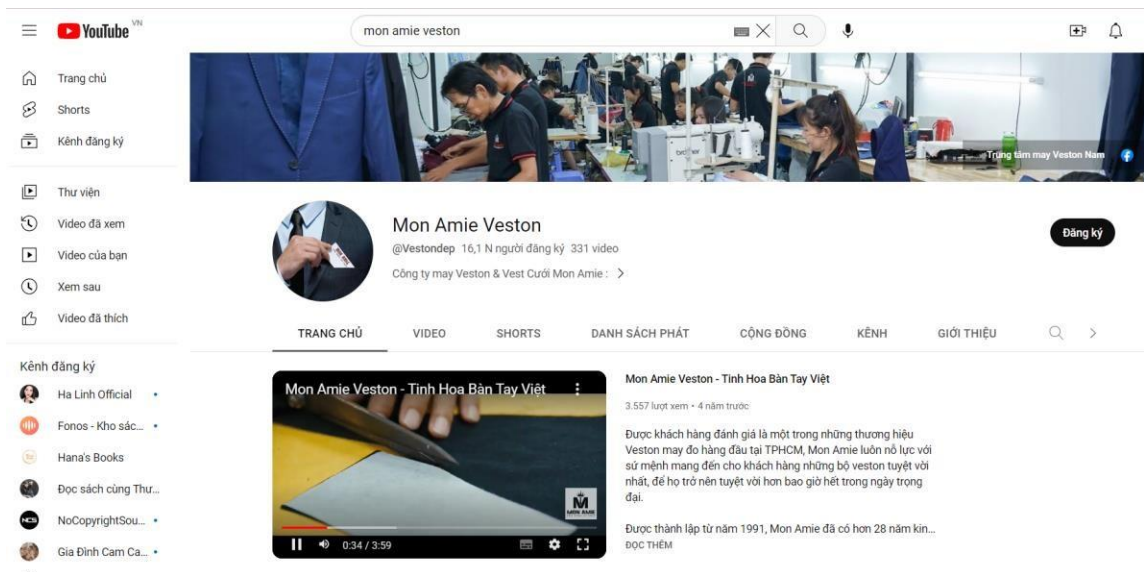 YouTube VN
mon amie veston
Trang chủ
Shorts
Kênh đăng ký
Thư viện
Video đã xem
Video của bạn
Xem sau
Video đã thích
Kênh đăng ký
Ha Linh Official
Fonos - Kho sác...
Hana's Books
Đọc sách cùng Thư...
NoCopyrightSou...
Gia Đình Cam Ca...
brother
Trung tâm may Veston Nam
Mon Amie Veston
@Vestondep 16,1 N người đăng ký 331 video
Công ty may Veston & Vest Cưới Mon Amie :
Đăng ký
TRANG CHỦ VIDEO SHORTS DANH SÁCH PHÁT CỘNG ĐỒNG KÊNH GIỚI THIỆU
Mon Amie Veston - Tinh Hoa Bàn Tay Việt
MON AMIE
0:34 / 3:59
Mon Amie Veston - Tinh Hoa Bàn Tay Việt
3.557 lượt xem • 4 năm trước
Được khách hàng đánh giá là một trong những thương hiệu
Veston may đo hàng đầu tại TPHCM, Mon Amie luôn nỗ lực với
sứ mệnh mang đến cho khách hàng những bộ veston tuyệt vời
nhất, để họ trở nên tuyệt vời hơn bao giờ hết trong ngày trọng
đại.
Được thành lập từ năm 1991, Mon Amie đã có hơn 28 năm kin...
ĐỌC THÊM